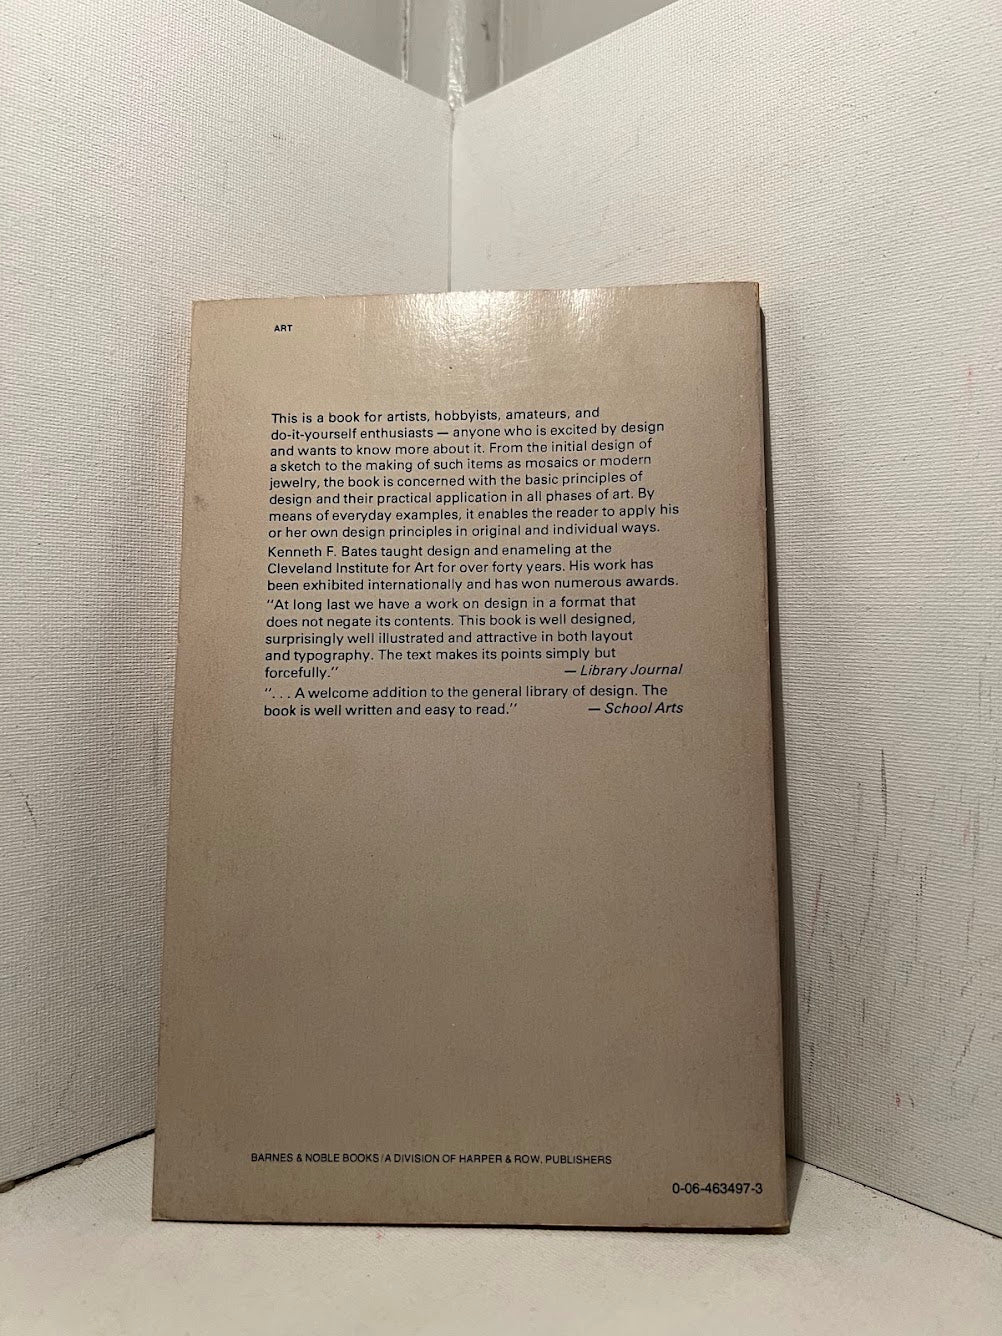 ART
This is a book for artists, hobbyists, amateurs, and
do-it-yourself enthusiasts — anyone who is excited by design
and wants to know more about it. From the initial design of
a sketch to the making of such items as mosaics or modern
jewelry, the book is concerned with the basic principles of
design and their practical application in all phases of art. By
means of everyday examples, it enables the reader to apply his
or her own design principles in original and individual ways.
Kenneth F. Bates taught design and enameling at the
Cleveland Institute for Art for over forty years. His work has
been exhibited internationally and has won numerous awards.
"At long last we have a work on design in a format that
does not negate its contents. This book is well designed,
surprisingly well illustrated and attractive in both layout
and typography. The text makes its points simply but
forcefully." — Library Journal
". . . A welcome addition to the general library of design. The
book is well written and easy to read." — School Arts
BARNES & NOBLE BOOKS/A DIVISION OF HARPER & ROW, PUBLISHERS
0-06-463497-3